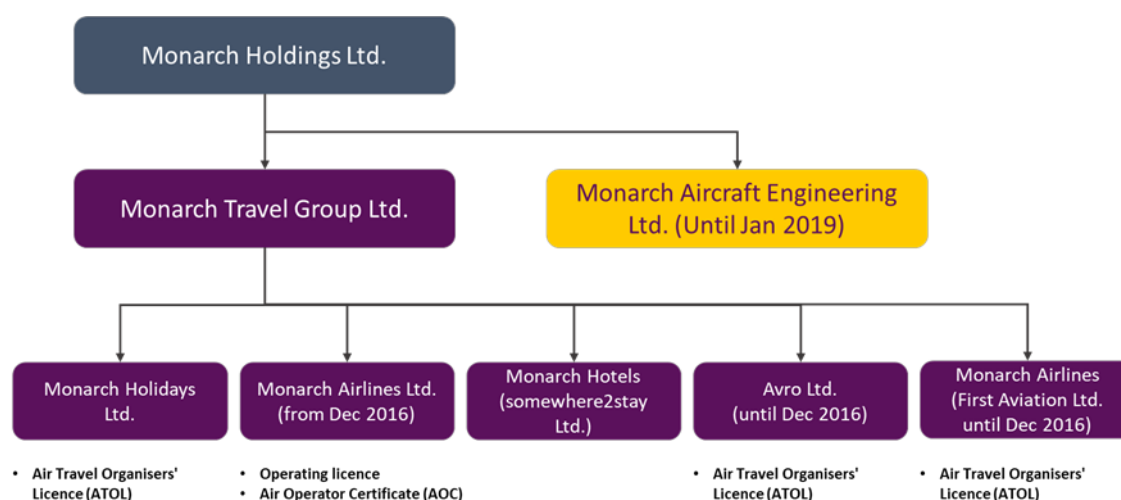 Monarch Holdings Ltd.
Monarch Travel Group Ltd.
Monarch Aircraft Engineering
Ltd. (Until Jan 2019)
Monarch Holidays
Ltd.
Monarch Airlines Ltd.
(from Dec 2016)
Monarch Hotels
(somewhere2stay
Ltd.)
Avro Ltd.
(until Dec 2016)
Monarch Airlines
(First Aviation Ltd.
until Dec 2016)
• Air Travel Organisers'
Licence (ATOL)
• Operating licence
• Air Operator Certificate (AOC)
• Air Travel Organisers'
Licence (ATOL)
• Air Travel Organisers'
Licence (ATOL)